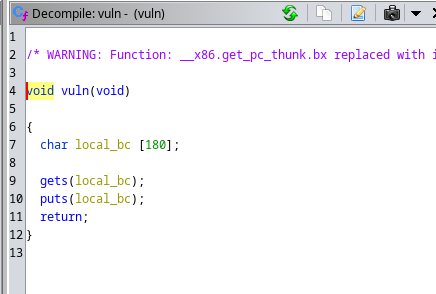 Decompile: vuln - (vuln)
1
2 /* WARNING: Function: __x86.get_pc_thunk.bx replaced with i
3
4 void vuln(void)
5
6 {
7 char local_bc [180];
8
9 gets(local_bc);
10 puts(local_bc);
11 return;
12 }
13